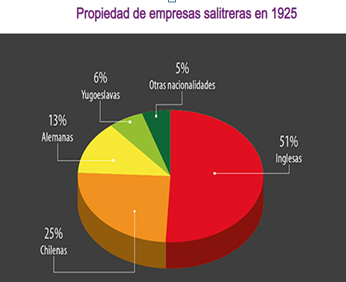 Propiedad de empresas salitreras en 1925
5%
Otras nacionalidades
6%
Yugoeslavas
13%
Alemanas
51%
Inglesas
25%
Chilenas